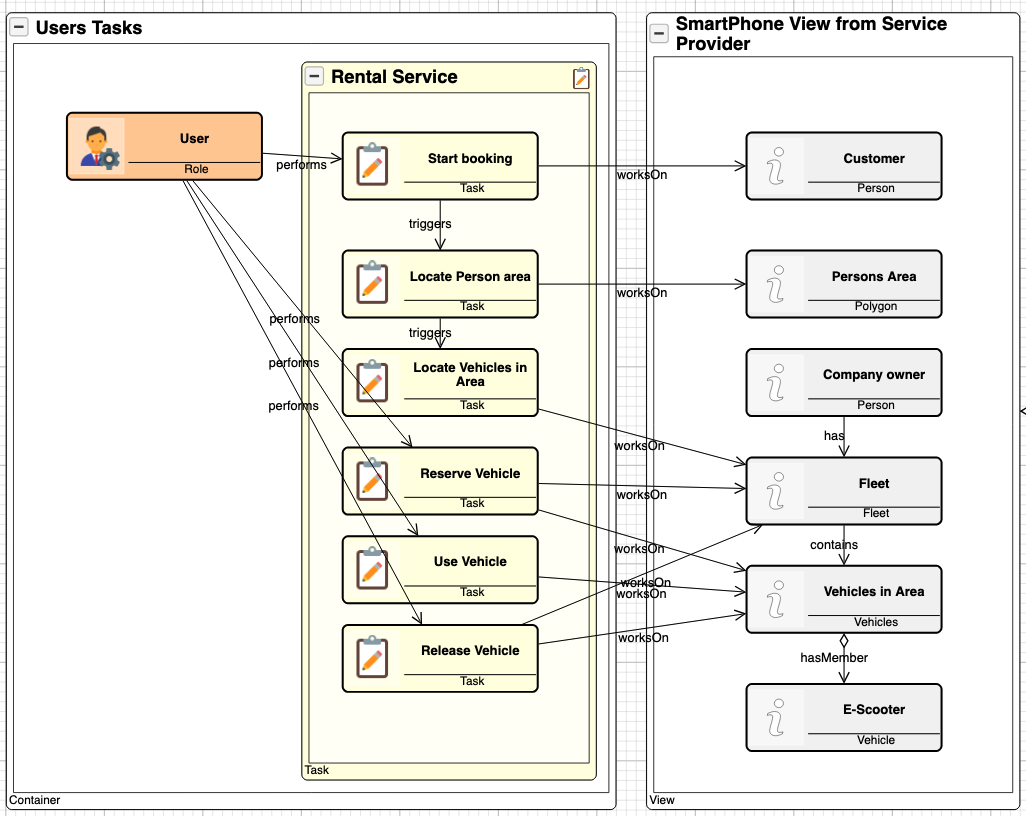 Users Tasks
SmartPhone View from Service
Provider
Rental Service
User
Role
performs
Start booking
Task
worksOn
Customer
Person
triggers
Locate Person area
Task
worksOn
Persons Area
Polygon
performs
triggers
performs
Locate Vehicles in
Area
Task
Company owner
Person
performs
has
worksOn
Reserve Vehicle
Task
worksOn
Fleet
Fleet
worksOn
contains
Use Vehicle
Task
worksOn
worksOn
Vehicles in Area
Vehicles
Release Vehicle
Task
worksOn
hasMember
E-Scooter
Vehicle
Task
Container
View